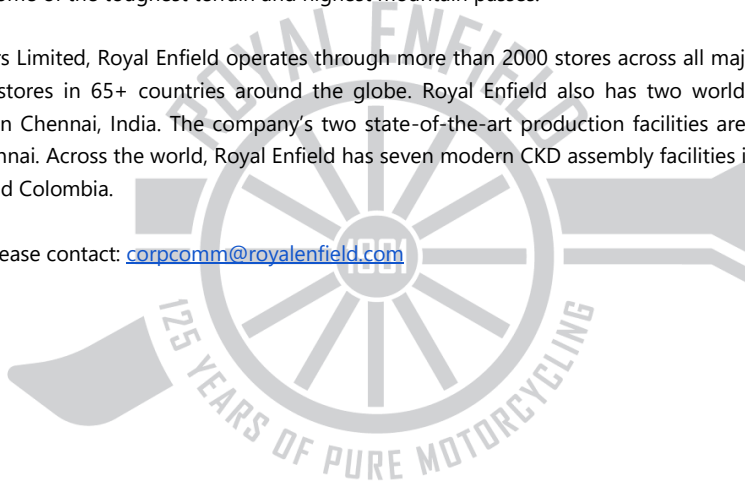 ome of the toughest terrain and highest mountain passes.
rs Limited, Royal Enfield operates through more than 2000 stores across all maj
stores in 65+ countries around the globe. Royal Enfield also has two world
n Chennai, India. The company's two state-of-the-art production facilities are
nnai. Across the world, Royal Enfield has seven modern CKD assembly facilities i
d Colombia.
ease contact: corpcomm@royalenfield.com
ROYAL ENFIELD
1901
125 YEARS OF PURE MOTORCYCLING